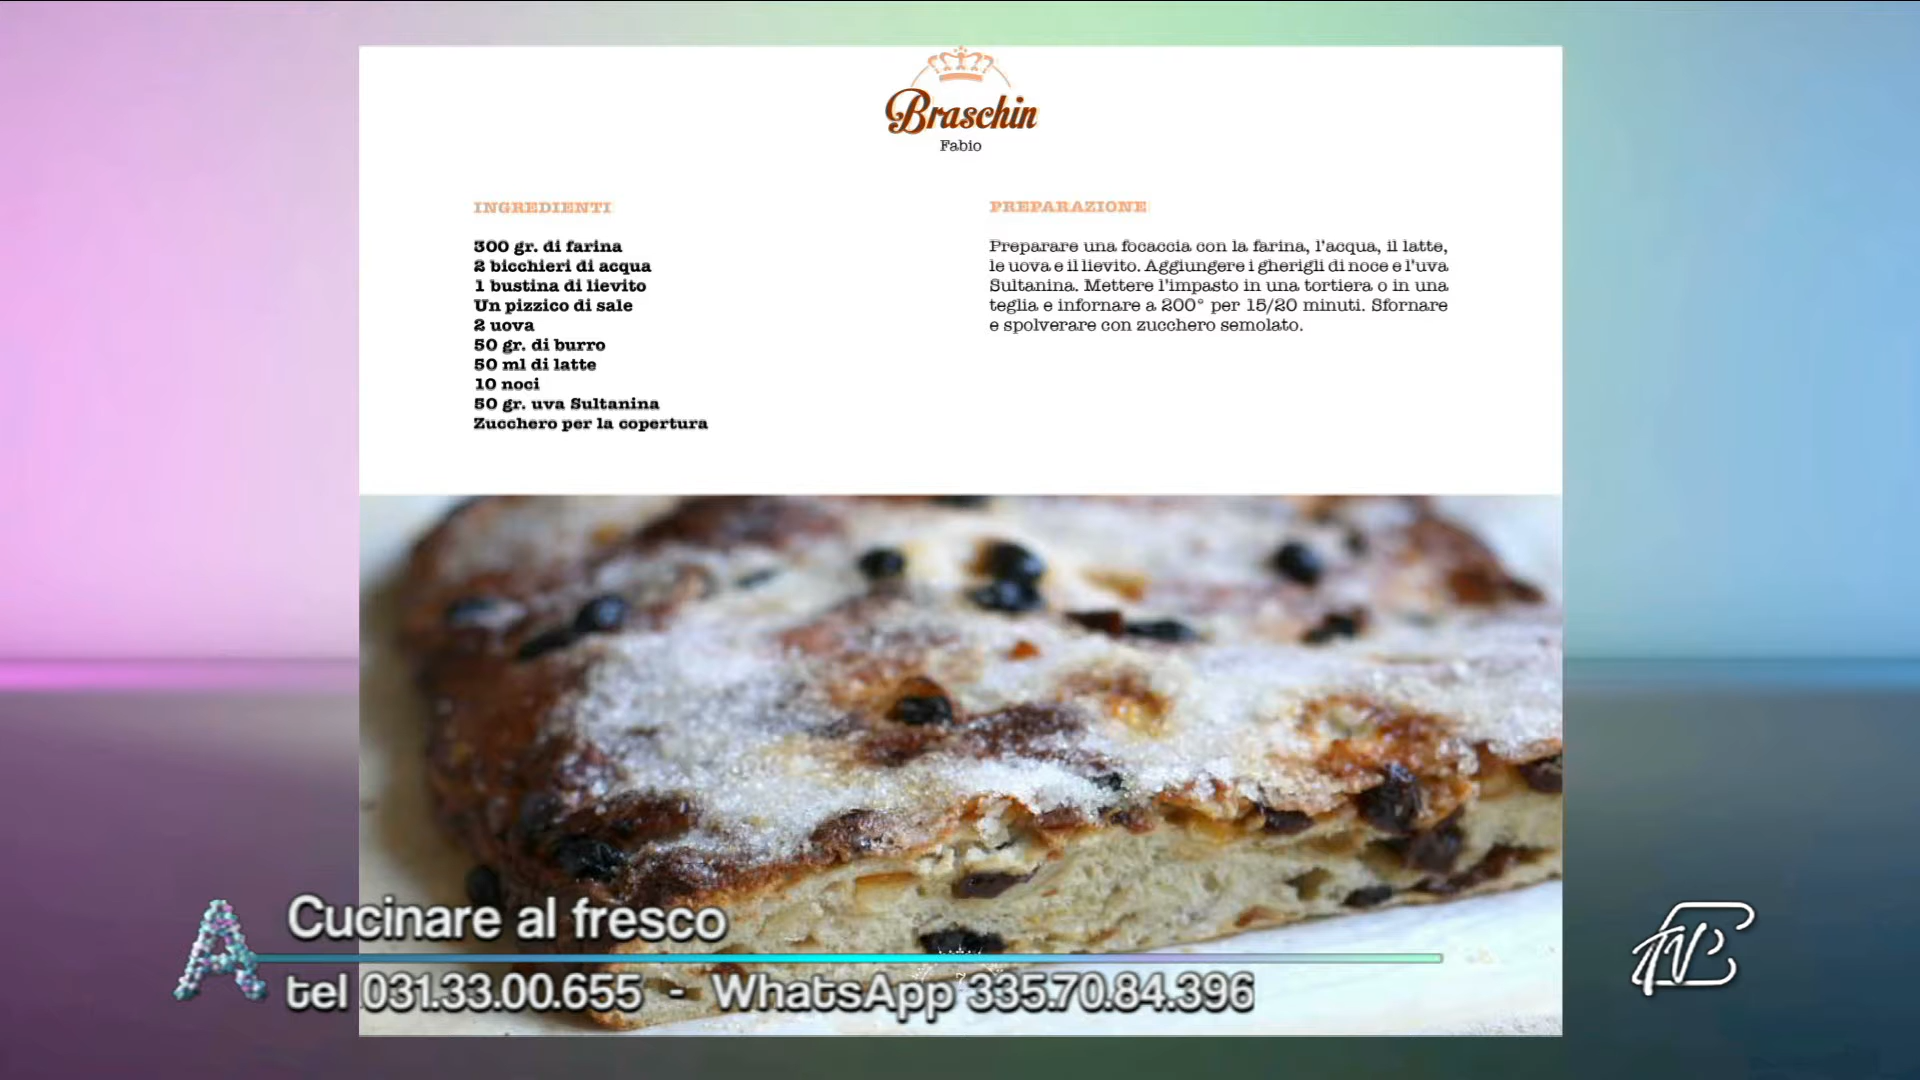 Braschin
Fabio
INGREDIENTI
300 gr. di farina
2 bicchieri di acqua
1 bustina di lievito
Un pizzico di sale
2 uova
50 gr. di burro
50 ml di latte
10 noci
50 gr. uva Sultanina
Zucchero per la copertura
PREPARAZIONE
Preparare una focaccia con la farina, l'acqua, il latte,
le uova e il lievito. Aggiungere i gherigli di noce e l'uva
Sultanina. Mettere l'impasto in una tortiera o in una
teglia e infornare a 200° per 15/20 minuti. Sfornare
e spolverare con zucchero semolato.
A
Cucinare al fresco
tel 031.33.00.655 - WhatsApp 335.70.84.396